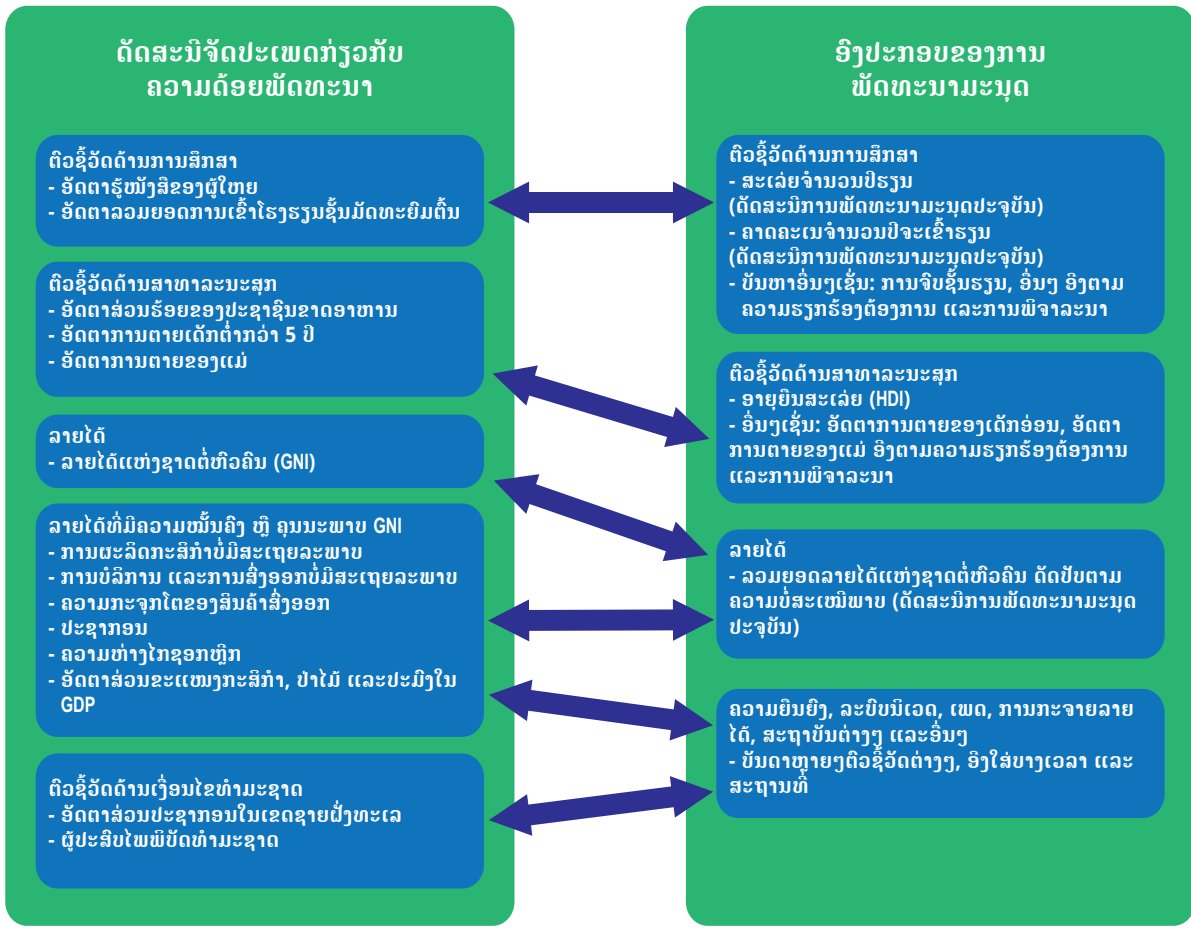 ດັດສະນີຈັດປະເພດກ່ຽວກັບ
ຄວາມດ້ອຍພັດທະນາ
ຕົວຊີ້ວັດດ້ານການສຶກສາ
- ອັດຕາຮູ້ໜັງສືຂອງຜູ້ໃຫຍ
- ອັດຕາລວມຍອດການເຂົ້າໂຮງຮຽນຊັ້ນມັດທະຍົມຕົ້ນ
ຕົວຊີ້ວັດດ້ານສາທາລະນະສຸກ
- ອັດຕາສ່ວນຮ້ອຍຂອງປະຊາຊົນຂາດອາຫານ
- ອັດຕາການຕາຍເດັກຕ່ຳກວ່າ 5 ປີ
- ອັດຕາການຕາຍຂອງແມ່
ລາຍໄດ້
- ລາຍໄດ້ແຫ່ງຊາດຕໍ່ຫົວຄົນ (GNI)
ລາຍໄດ້ທີ່ມີຄວາມໝັ້ນຄົງ ຫຼື ຄຸນນະພາບ GNI
- ການຜະລິດກະສິກຳບໍ່ມີສະເຖຍລະພາບ
- ການບໍລິການ ແລະການສົ່ງອອກບໍ່ມີສະເຖຍລະພາບ
- ຄວາມກະຈຸກໂຕຂອງສິນຄ້າສົ່ງອອກ
- ປະຊາກອນ
- ຄວາມຫ່າງໄກຊອກຫຼີກ
- ອັດຕາສ່ວນຂະແໜງກະສິກຳ, ປ່າໄມ້ ແລະປະມົງໃນ
GDP
ຕົວຊີ້ວັດດ້ານເງື່ອນໄຂທຳມະຊາດ
- ອັດຕາສ່ວນປະຊາກອນໃນເຂດຊາຍຝັ່ງທະເລ
- ຜູ້ປະສົບໄພພິບັດທຳມະຊາດ
ອົງປະກອບຂອງການ
ພັດທະນາມະນຸດ
ຕົວຊີ້ວັດດ້ານການສຶກສາ
- ສະເລ່ຍຈຳນວນປີຮຽນ
(ດັດສະນີການພັດທະນາມະນຸດປະຈຸບັນ)
- ຄາດຄະເນຈຳນວນປີຈະເຂົ້າຮຽນ
(ດັດສະນີການພັດທະນາມະນຸດປະຈຸບັນ)
- ບັນຫາອື່ນໆເຊັ່ນ: ການຈົບຊັ້ນຮຽນ, ອື່ນໆ ອີງຕາມ
ຄວາມຮຽກຮ້ອງຕ້ອງການ ແລະການພິຈາລະນາ
ຕົວຊີ້ວັດດ້ານສາທາລະນະສຸກ
- ອາຍຸຍືນສະເລ່ຍ (HDI)
- ອື່ນໆເຊັ່ນ: ອັດຕາການຕາຍຂອງເດັກອ່ອນ, ອັດຕາ
ການຕາຍຂອງແມ່ ອີງຕາມຄວາມຮຽກຮ້ອງຕ້ອງການ
ແລະການພິຈາລະນາ
ລາຍໄດ້
- ລວມຍອດລາຍໄດ້ແຫ່ງຊາດຕໍ່ຫົວຄົນ ດັດປັບຕາມ
ຄວາມບໍ່ສະເໝີພາບ (ດັດສະນີການພັດທະນາມະນຸດ
ປະຈຸບັນ)
ຄວາມຍືນຍົງ, ລະບົບນິເວດ, ເພດ, ການກະຈາຍລາຍ
ໄດ້, ສະຖາບັນຕ່າງໆ ແລະອື່ນໆ
- ບັນດາຫຼາຍໆຕົວຊີ້ວັດຕ່າງໆ, ອີງໃສ່ບາງເວລາ ແລະ
ສະຖານທີ່